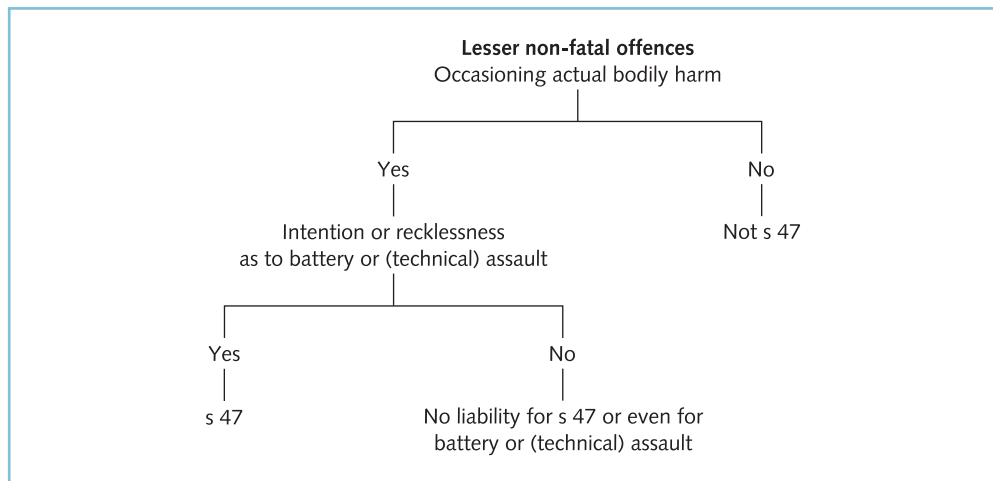 Lesser non-fatal offences
Occasioning actual bodily harm
Yes
No
Intention or recklessness
as to battery or (technical) assault
Not s 47
Yes
No
s 47
No liability for s 47 or even for
battery or (technical) assault